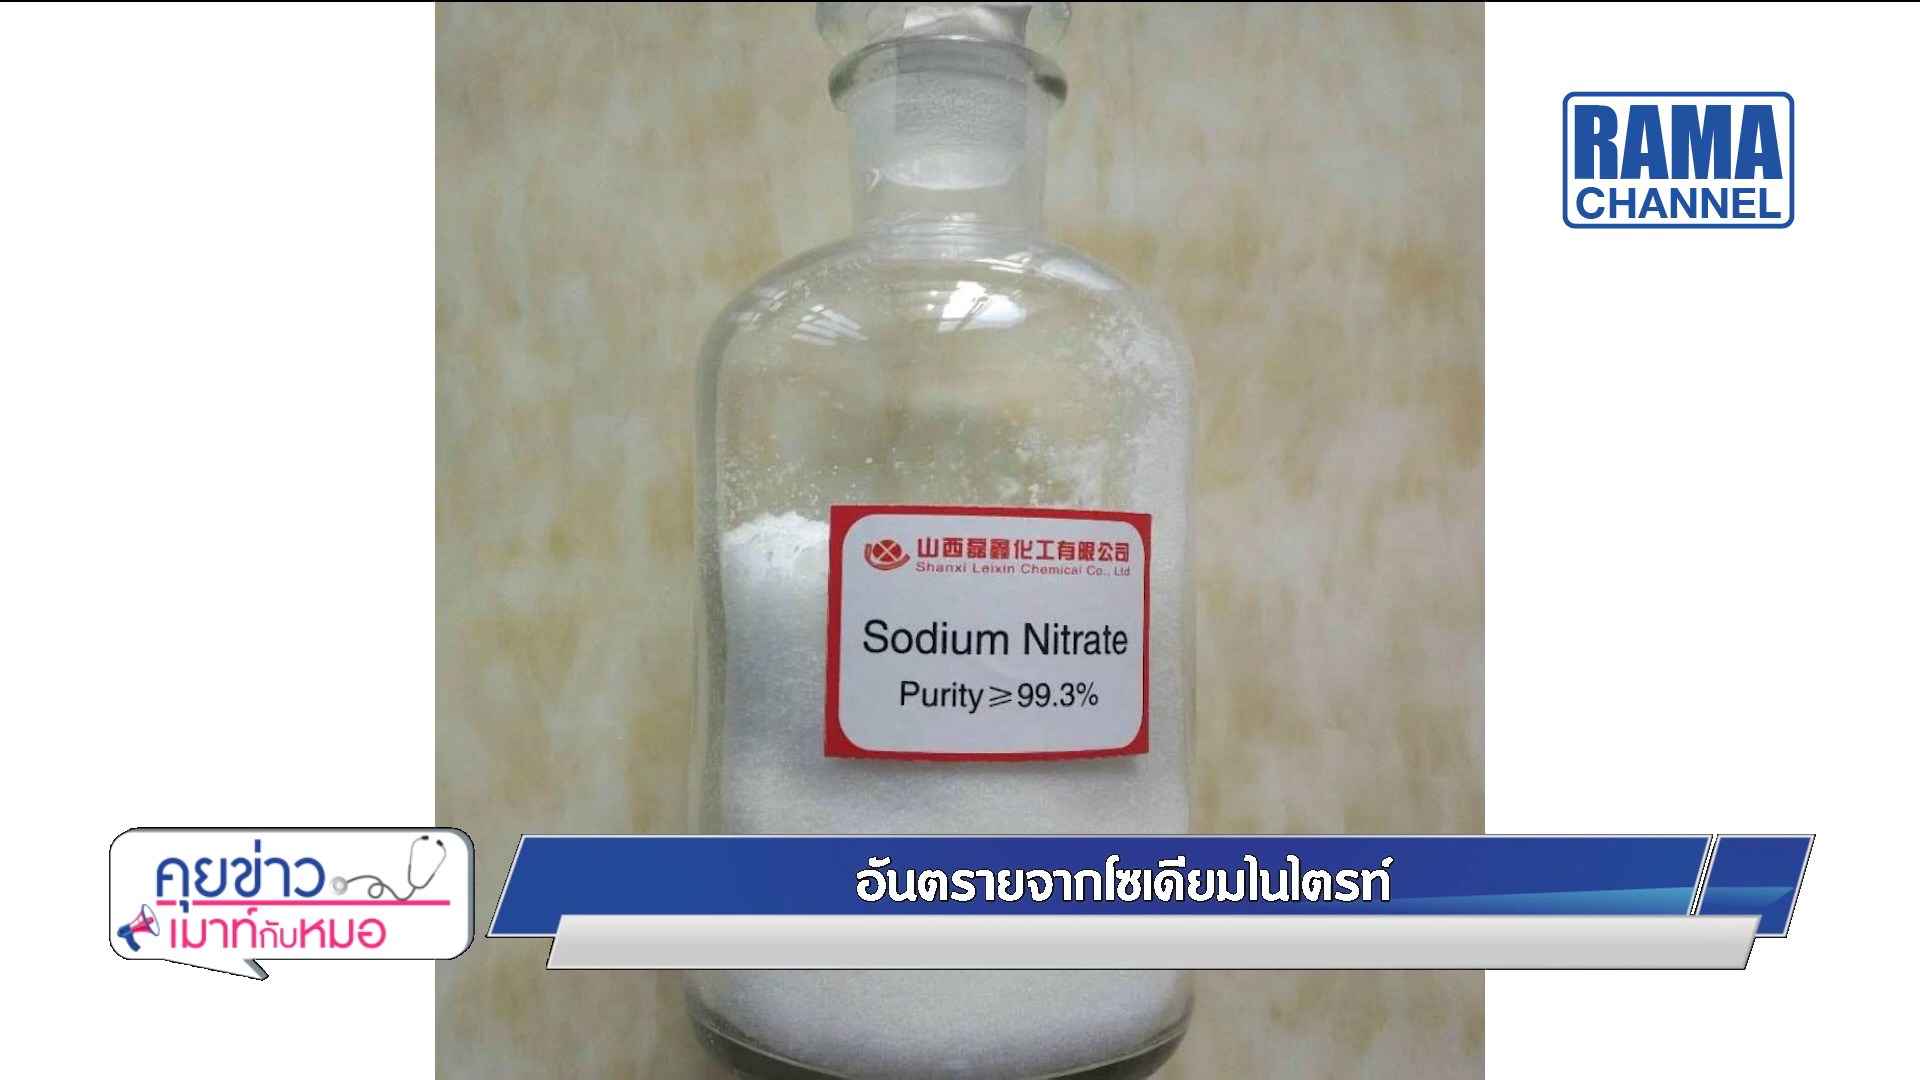 RAMA
CHANNEL
山西磊鑫化工有限公司
Shanxi Leixin Chemical Co., Ltd
Sodium Nitrate
Purity≥99.3%
คุยข่าว
เมาท์กับหมอ
อันตรายจากโซเดียมไนไตรท์